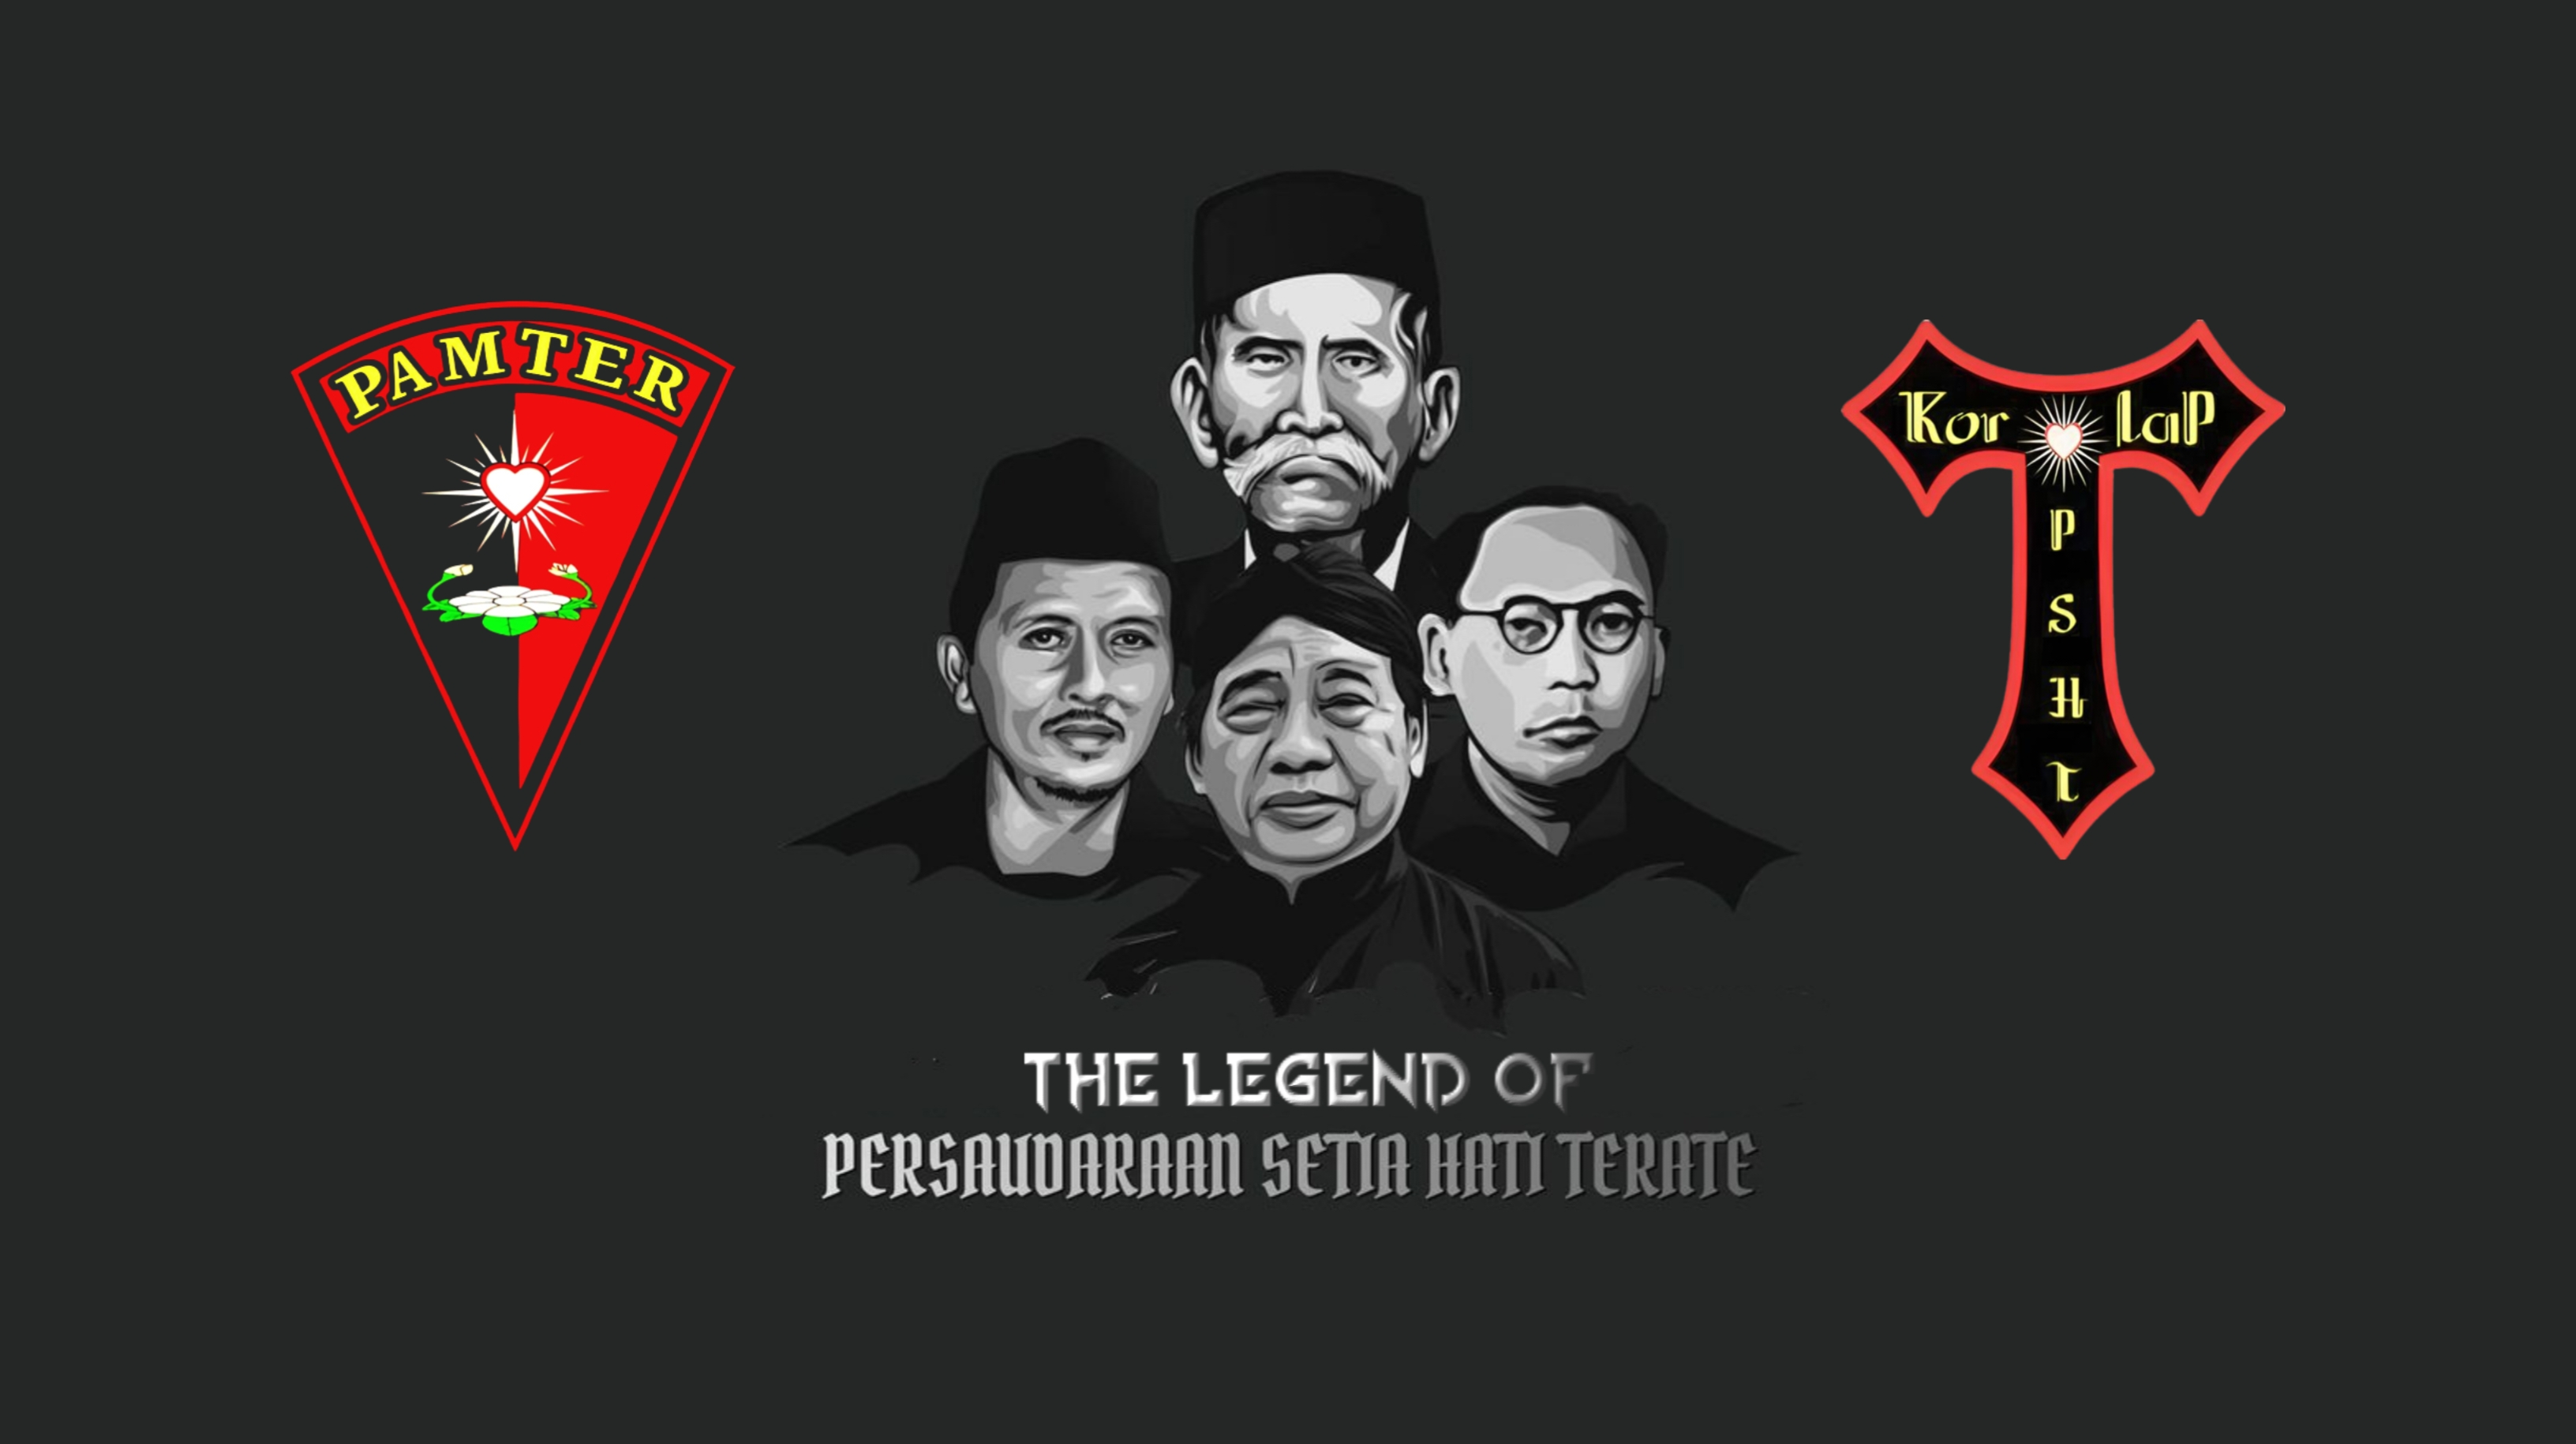 PAMTER
Kor laP
P
S
H
T
THE LEGEND OF
PERSAUDARAAN SETIA HATI TERATE